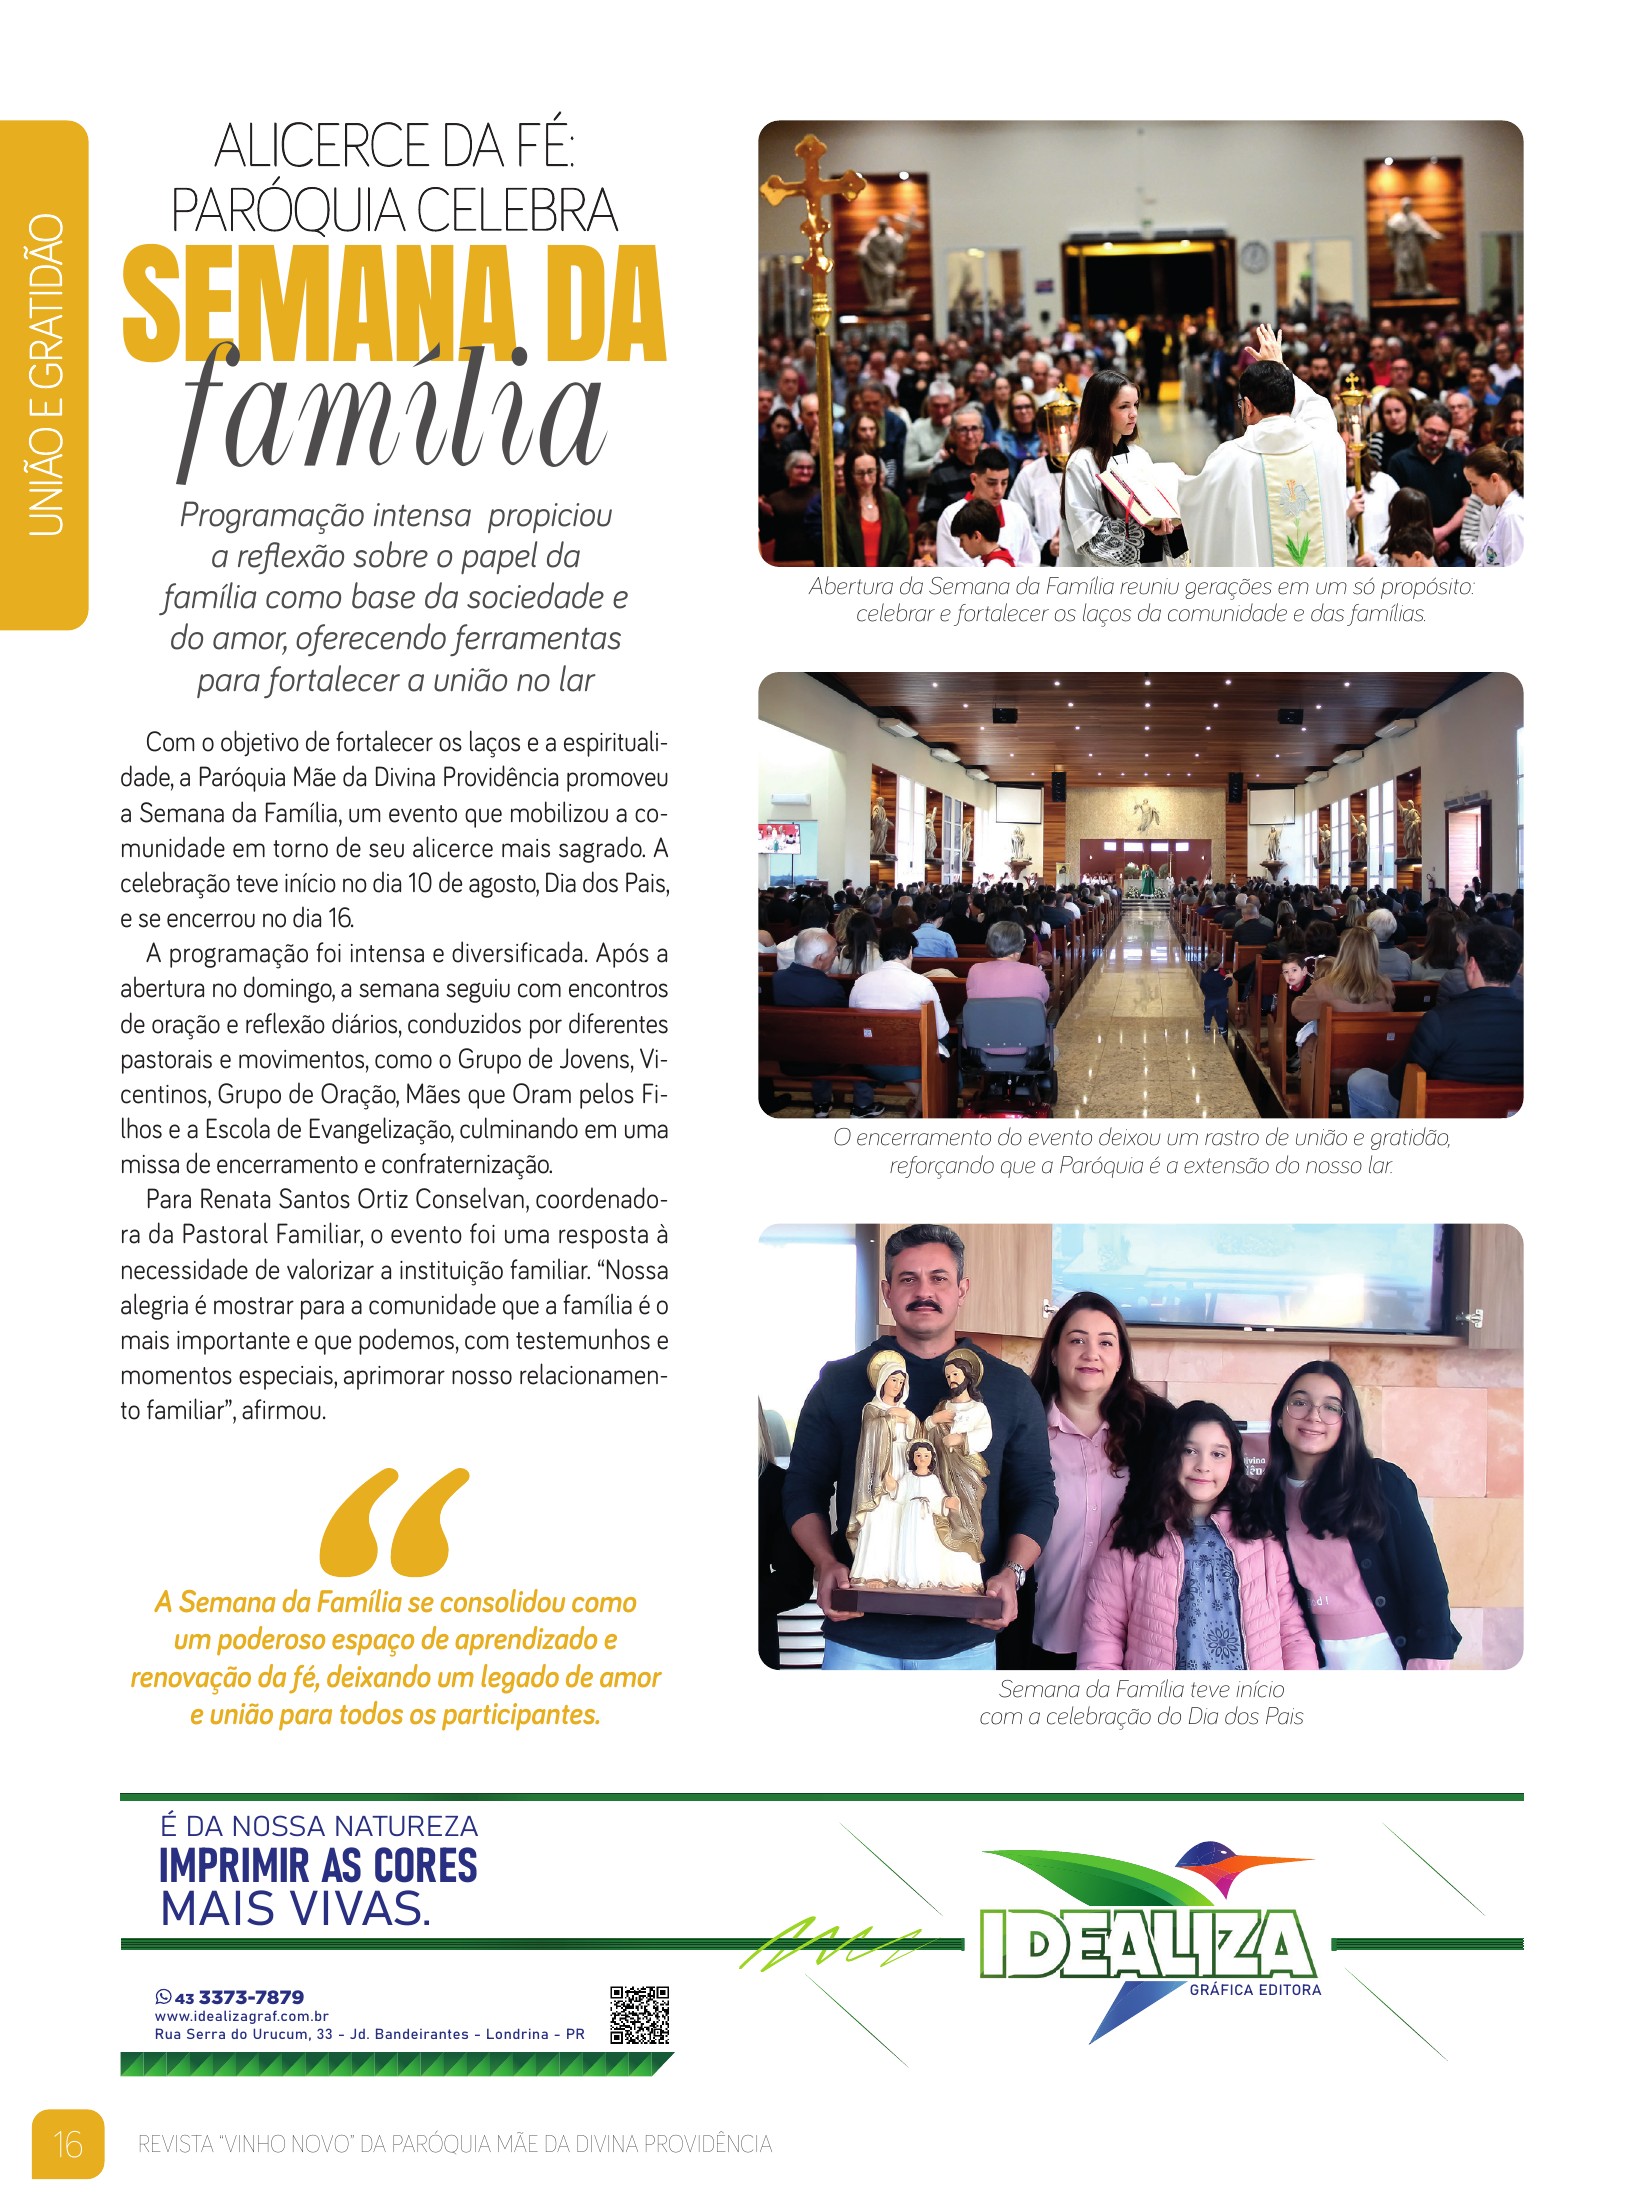 UNIÃO E GRATIDÃO
ALICERCE DA FÉ:
PARÓQUIA CELEBRA
SEMANA DA
família
Programação intensa propiciou
a reflexão sobre o papel da
família como base da sociedade e
do amor, oferecendo ferramentas
para fortalecer a união no lar
Com o objetivo de fortalecer os laços e a espirituali-
dade, a Paróquia Mãe da Divina Providência promoveu
a Semana da Família, um evento que mobilizou a co-
munidade em torno de seu alicerce mais sagrado. A
celebração teve início no dia 10 de agosto, Dia dos Pais,
e se encerrou no dia 16.
A programação foi intensa e diversificada. Após a
abertura no domingo, a semana seguiu com encontros
de oração e reflexão diários, conduzidos por diferentes
pastorais e movimentos, como o Grupo de Jovens, Vi-
centinos, Grupo de Oração, Mães que Oram pelos Fi-
lhos e a Escola de Evangelização, culminando em uma
missa de encerramento e confraternização.
Para Renata Santos Ortiz Conselvan, coordenado-
ra da Pastoral Familiar, o evento foi uma resposta à
necessidade de valorizar a instituição familiar. “Nossa
alegria é mostrar para a comunidade que a família é o
mais importante e que podemos, com testemunhos e
momentos especiais, aprimorar nosso relacionamen-
to familiar”, afirmou.
“
A Semana da Família se consolidou como
um poderoso espaço de aprendizado e
renovação da fé, deixando um legado de amor
e união para todos os participantes.
Abertura da Semana da Família reuniu gerações em um só propósito:
celebrar e fortalecer os laços da comunidade e das famílias.
O encerramento do evento deixou um rastro de união e gratidão,
reforçando que a Paróquia é a extensão do nosso lar.
Semana da Família teve início
com a celebração do Dia dos Pais
É DA NOSSA NATUREZA
IMPRIMIR AS CORES
MAIS VIVAS.
43 3373-7879
www.idealizagraf.com.br
Rua Serra do Urucum, 33 - Jd. Bandeirantes - Londrina - PR
IDEALIZA
GRÁFICA EDITORA
16
REVISTA “VINHO NOVO” DA PARÓQUIA MÃE DA DIVINA PROVIDÊNCIA